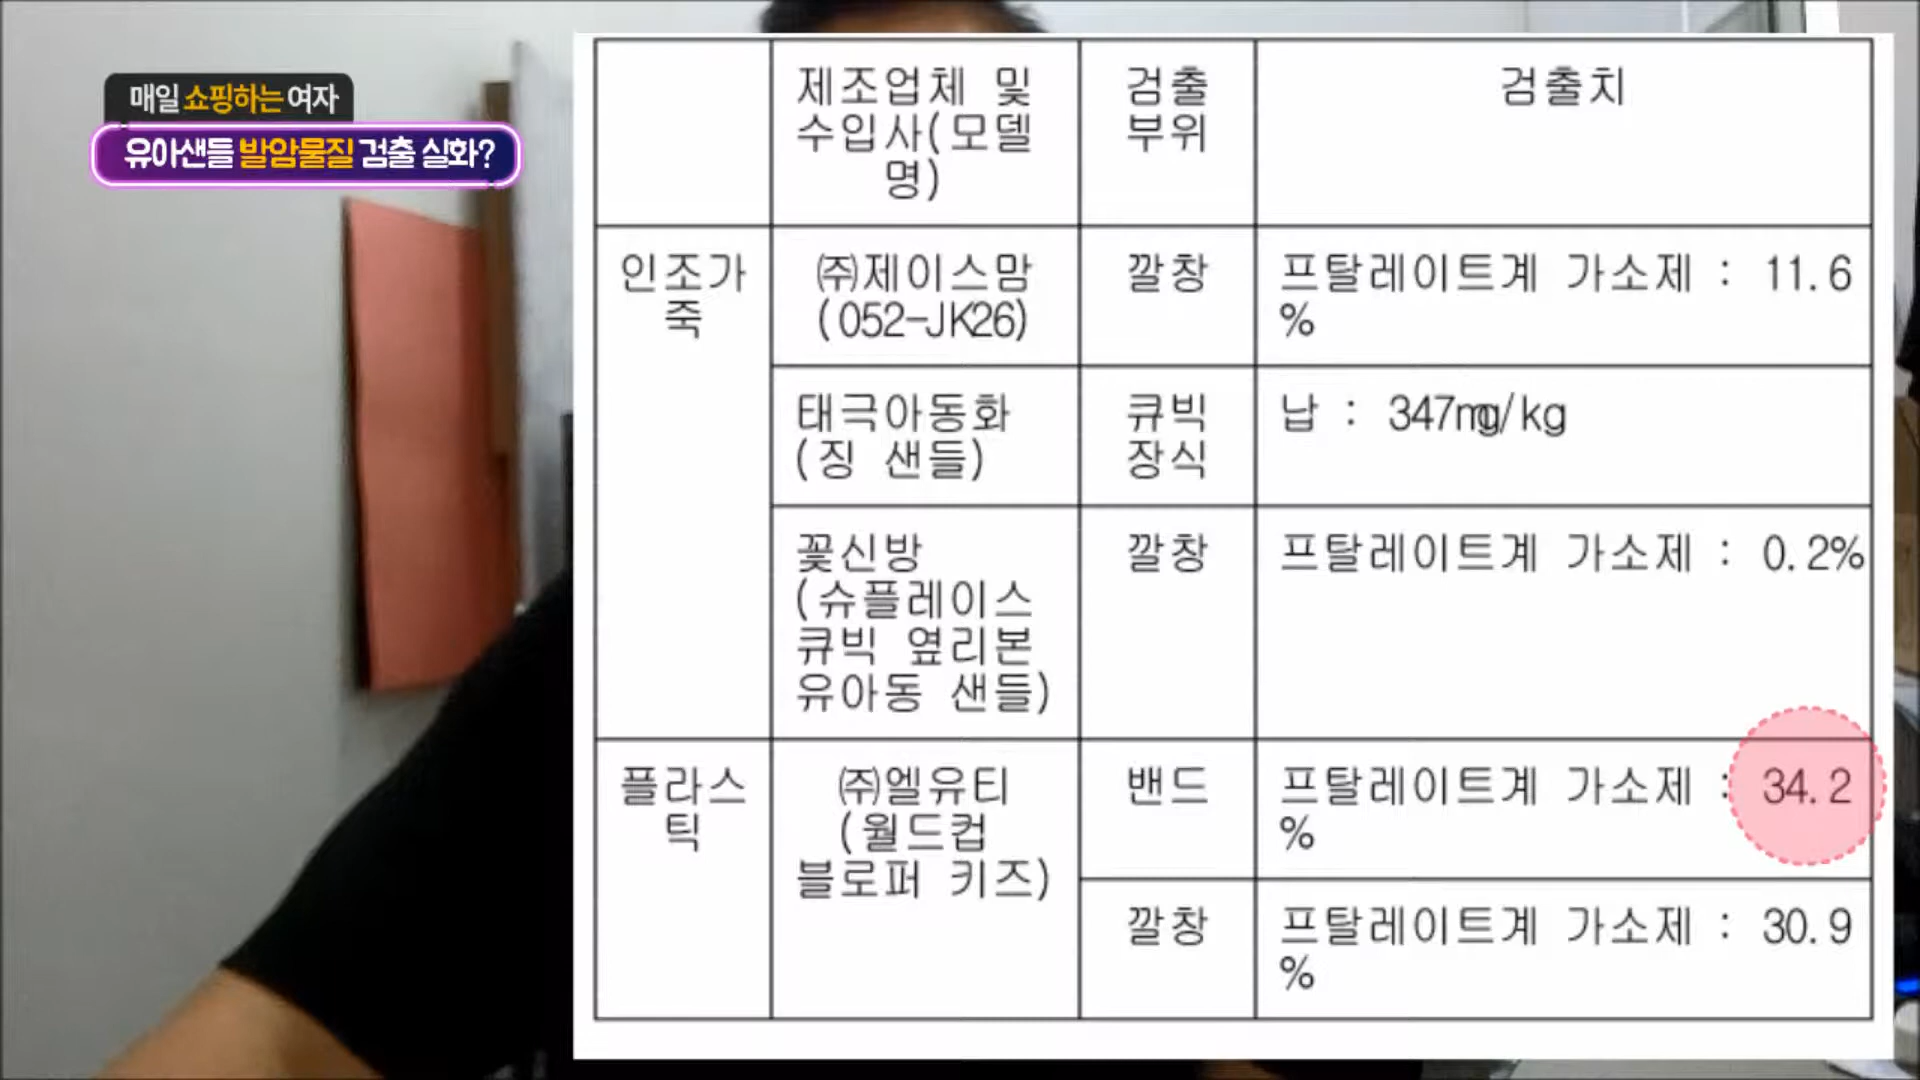 매일 쇼핑하는 여자
유아샌들 발암물질 검출 실화?
제조업체 및
수입사(모델
명)
검출
부위
검출치
인조가
죽
㈜제이스맘
(052-JK26)
깔창
프탈레이트계 가소제 : 11.6
%
태극아동화
(징 샌들)
큐빅
장식
납 : 347mg/kg
꽃신방
(슈플레이스
큐빅 옆리본
유아동 샌들)
깔창
프탈레이트계 가소제 : 0.2%
플라스
틱
㈜엘유티
(월드컵
블로퍼 키즈)
밴드
프탈레이트계 가소제 : 34.2
%
깔창
프탈레이트계 가소제 : 30.9
%